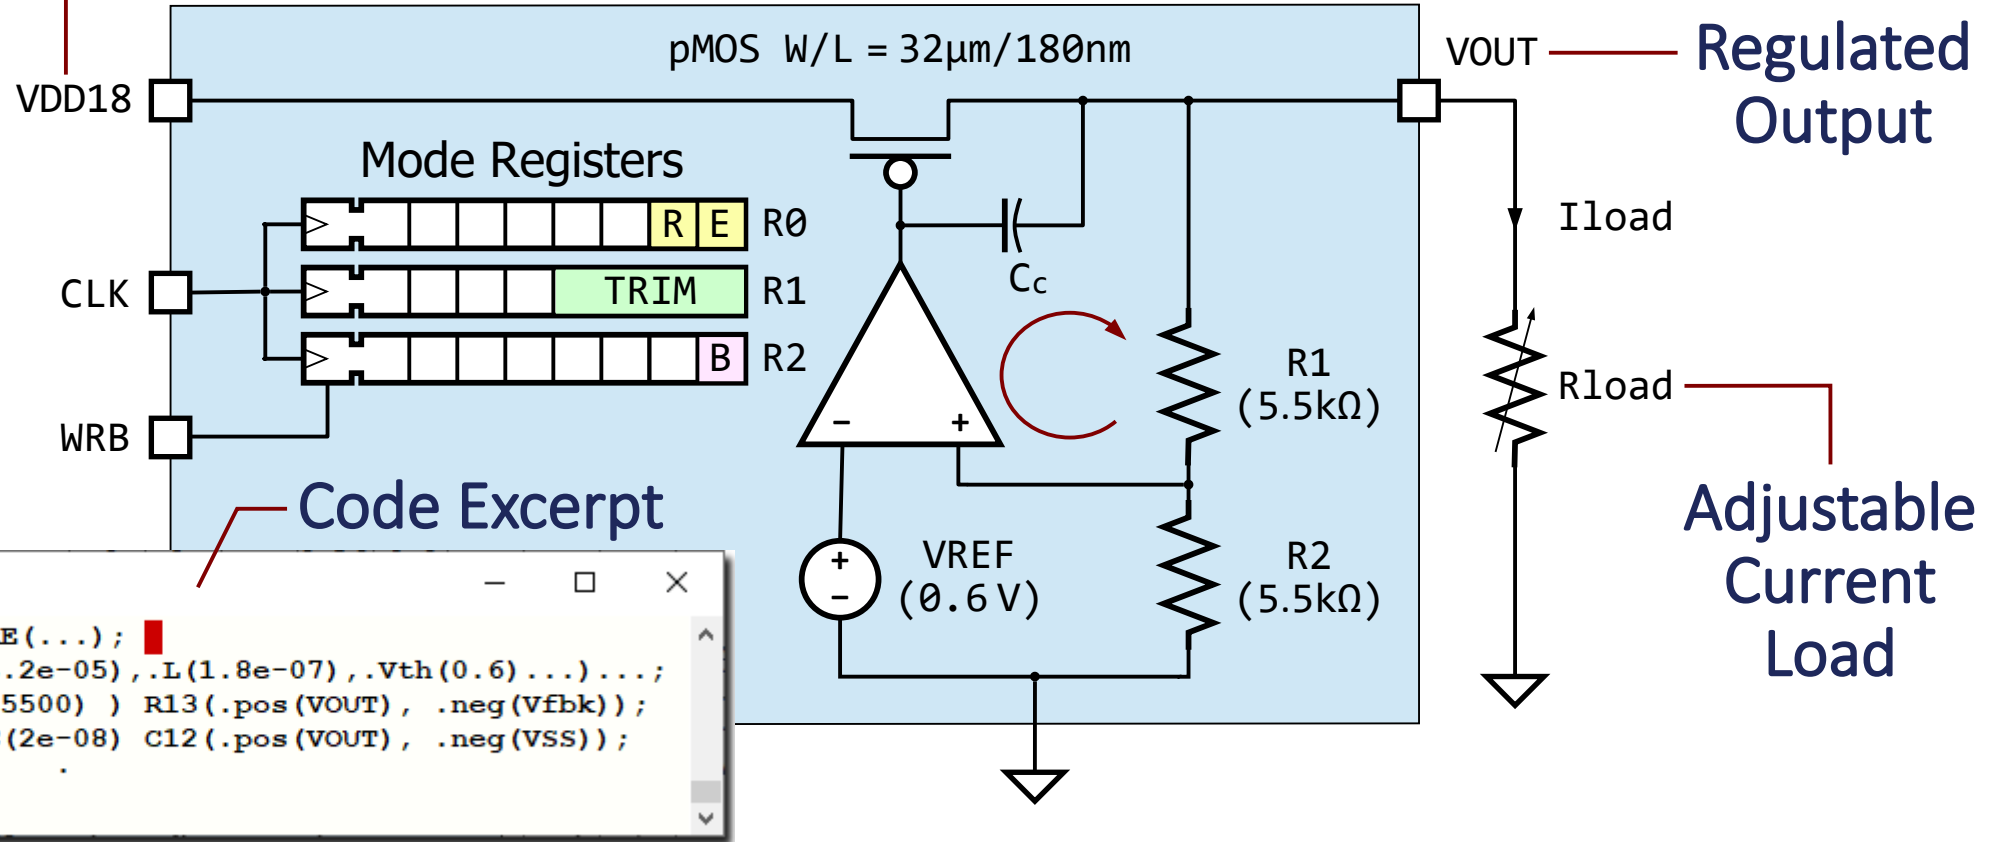 pMOS W/L = 32µm/180nm
VOUT
Regulated
Output
VDD18
Mode Registers
R E R0
Iload
Cc
CLK
TRIM R1
B R2
R1
(5.5kΩ)
Rload
− +
WRB
Code Excerpt
Adjustable
Current
Load
+
−
VREF
(0.6 V)
R2
(5.5kΩ)
E(...);
.2e-05),.L(1.8e-07),.Vth(0.6)...)...;
5500) ) R13(.pos(VOUT), .neg(Vfbk));
(2e-08) C12(.pos(VOUT), .neg(VSS));
.